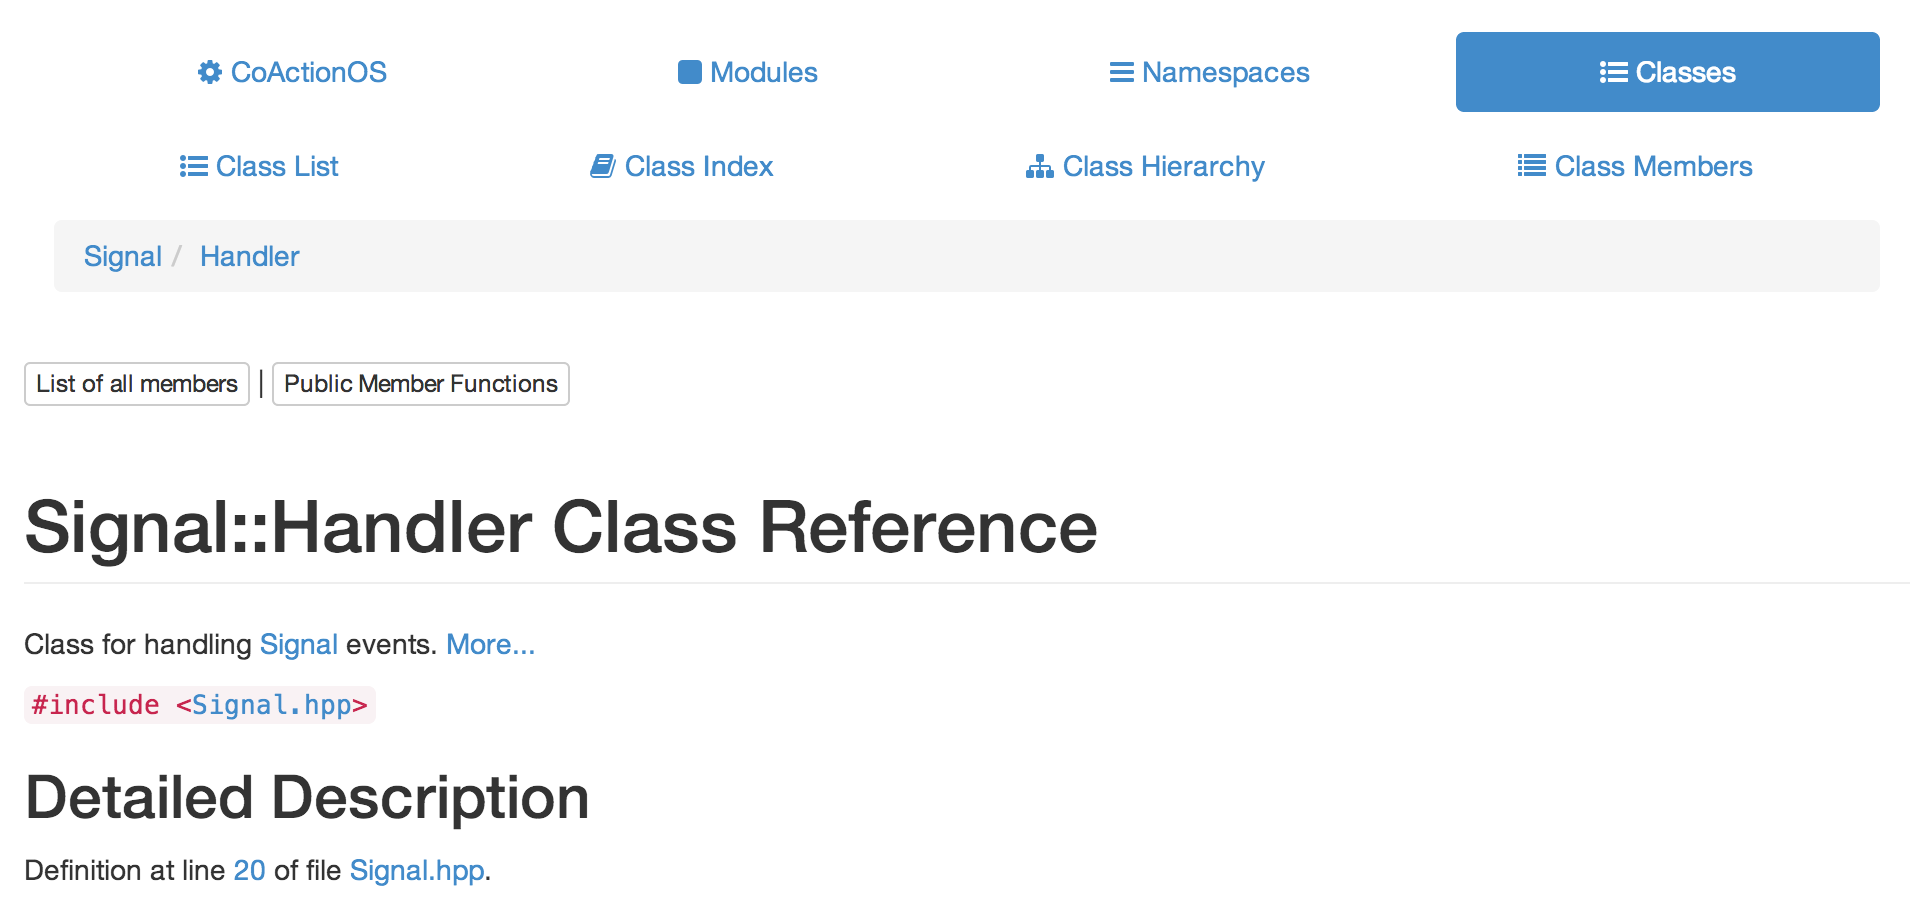 CoActionOS Modules Namespaces Classes
Class List Class Index Class Hierarchy Class Members
Signal / Handler
List of all members | Public Member Functions
Signal::Handler Class Reference
Class for handling Signal events. More...
#include <Signal.hpp>
Detailed Description
Definition at line 20 of file Signal.hpp.